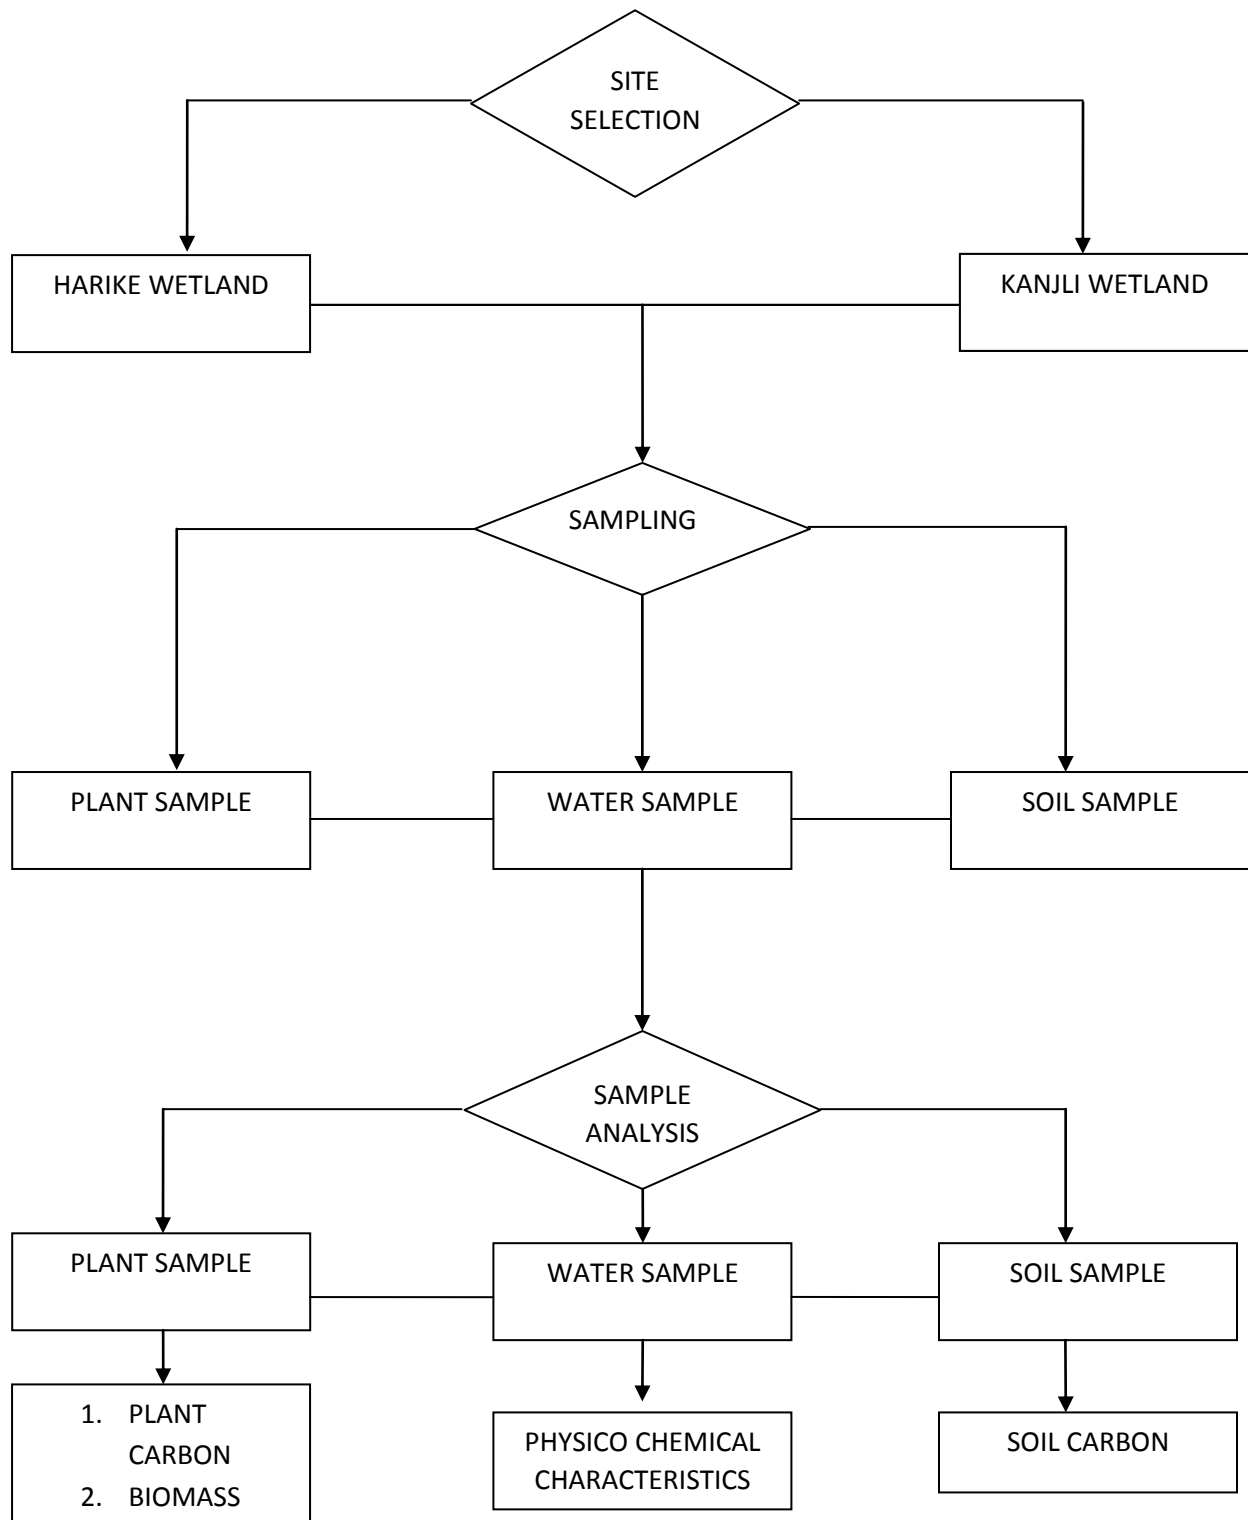 SITE
SELECTION
HARIKE WETLAND
KANJLI WETLAND
SAMPLING
PLANT SAMPLE
WATER SAMPLE
SOIL SAMPLE
SAMPLE
ANALYSIS
PLANT SAMPLE
WATER SAMPLE
SOIL SAMPLE
1. PLANT
CARBON
2. BIOMASS
PHYSICO CHEMICAL
CHARACTERISTICS
SOIL CARBON